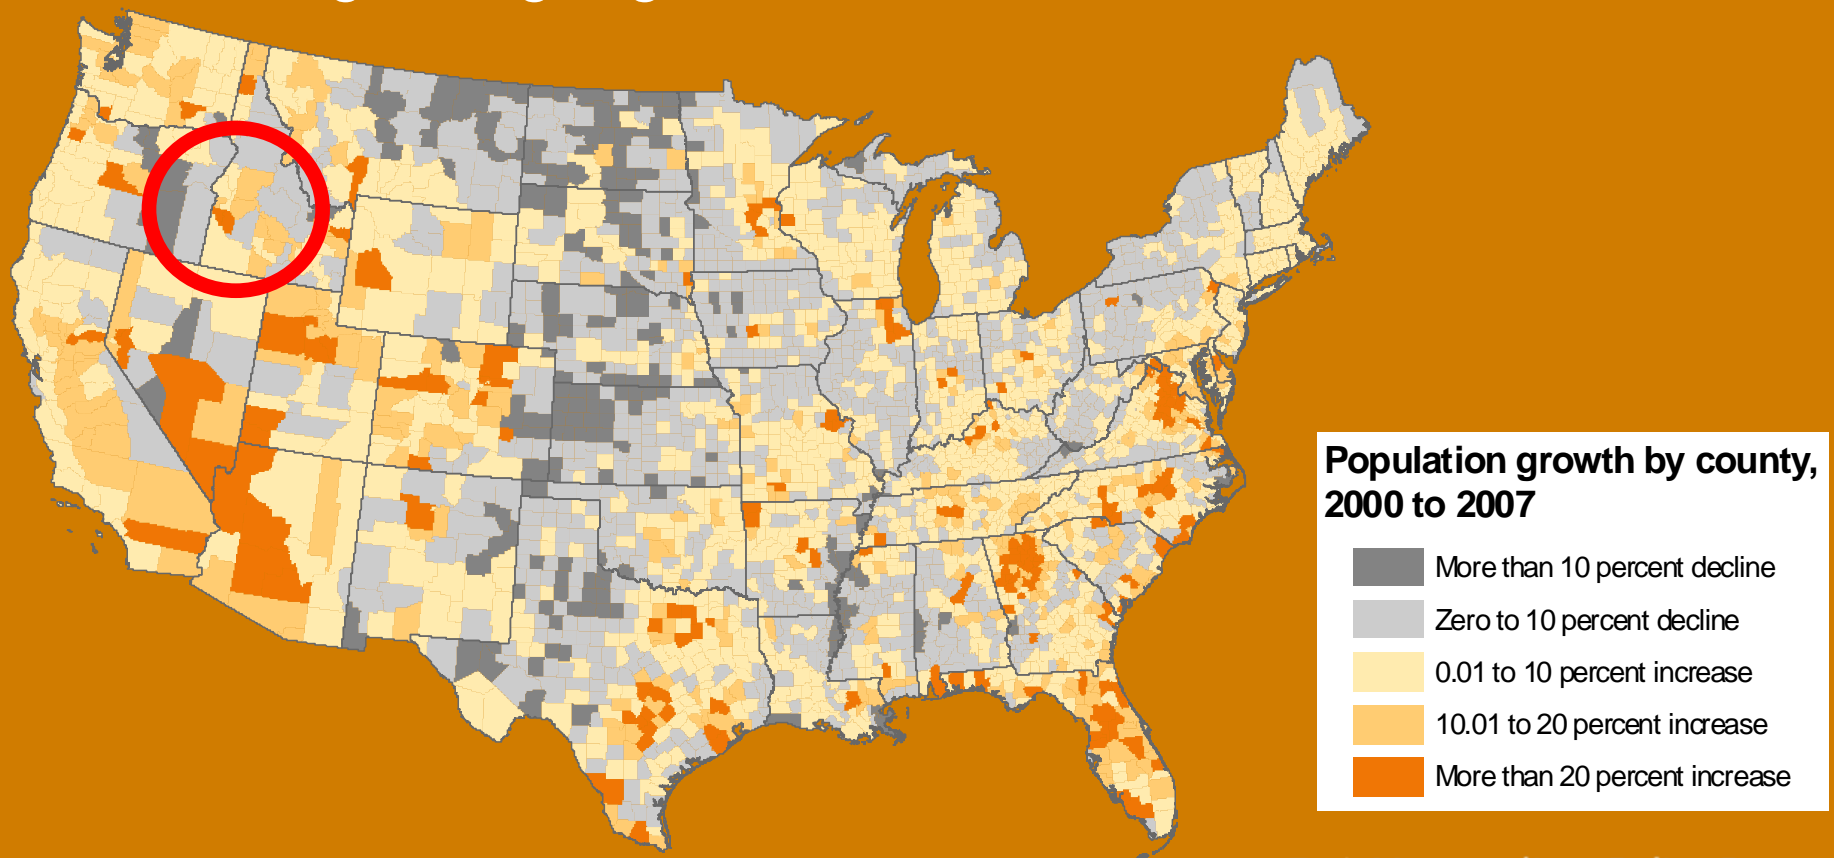 Population growth by county,
2000 to 2007
More than 10 percent decline
Zero to 10 percent decline
0.01 to 10 percent increase
10.01 to 20 percent increase
More than 20 percent increase